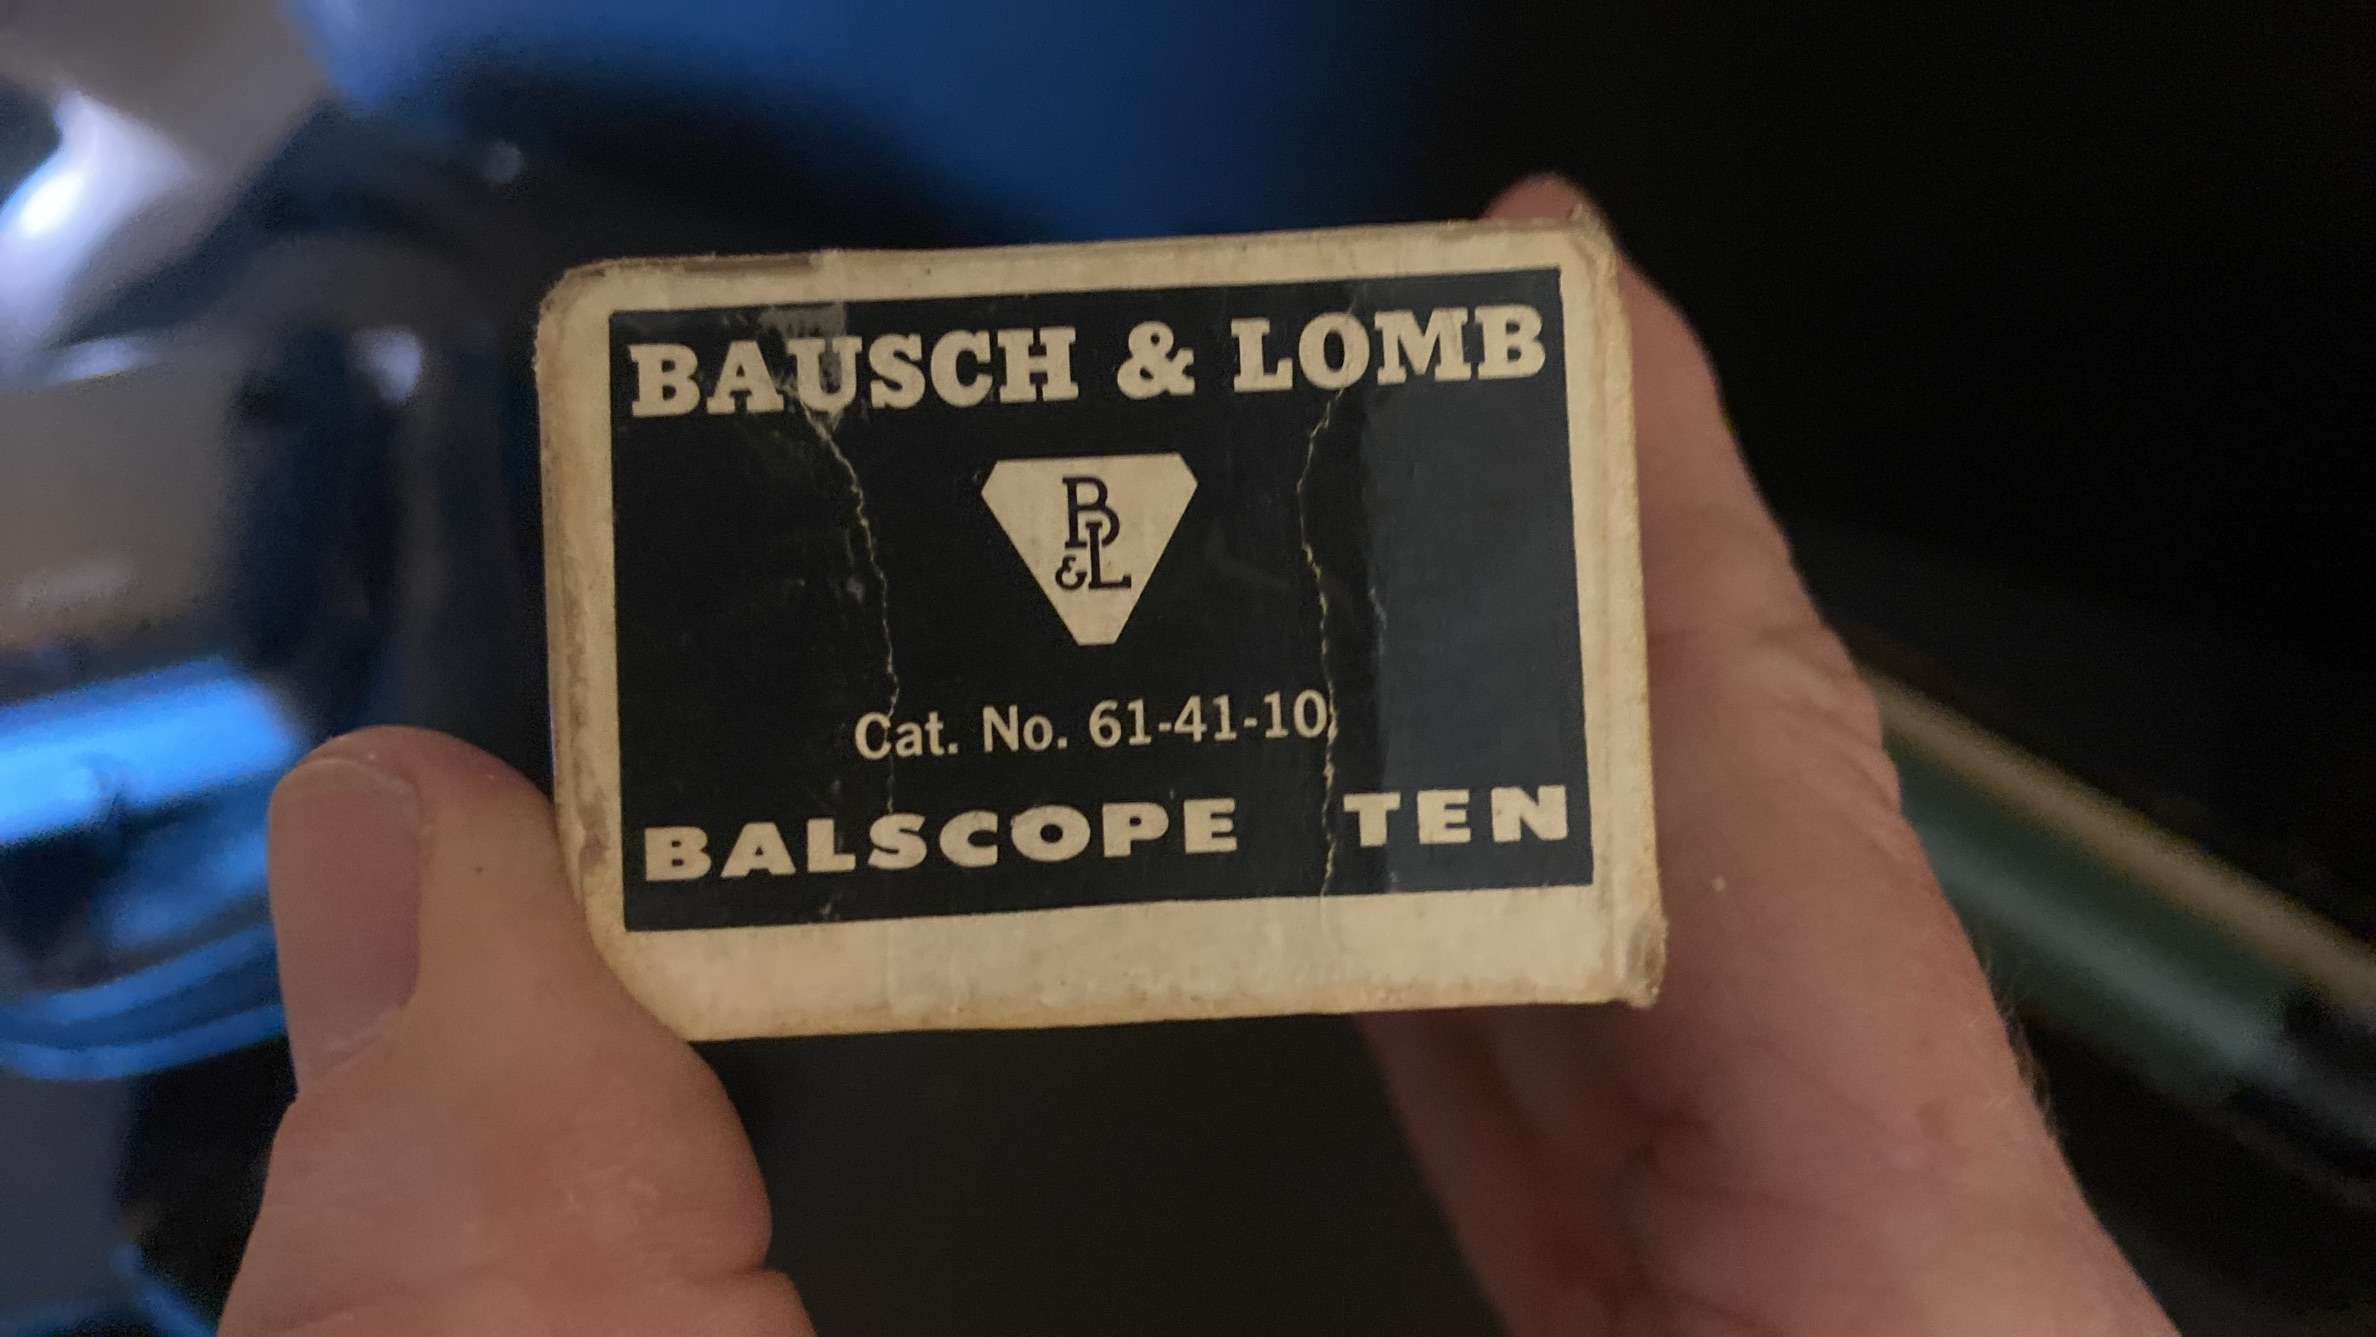 BAUSCH & LOMB
B
&L
Cat. No. 61-41-10
BALSCOPE TEN